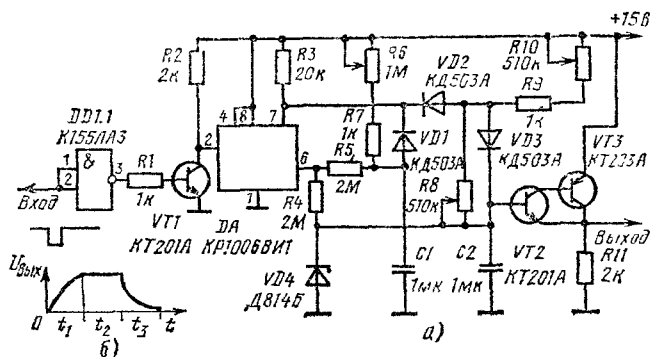 +15В
R2
2к
R3
20к
R6
1М
VD2
КД503А
R10
510к
R9
1к
DD1.1
К155ЛА3
4
8
7
R7
1к
VD1
КД503А
VD3
КД503А
VT3
КТ203А
1
2
&
3
R1
1к
2
6
R5
2М
R8
510к
Вход
1
R4
2М
Выход
VT1
КТ201А
DA
КР1006ВИ1
C1
1мк
C2
1мк
VT2
КТ201А
R11
2к
Uвых
VD4
Д814Б
0
t1
t2
t3
t
б)
а)